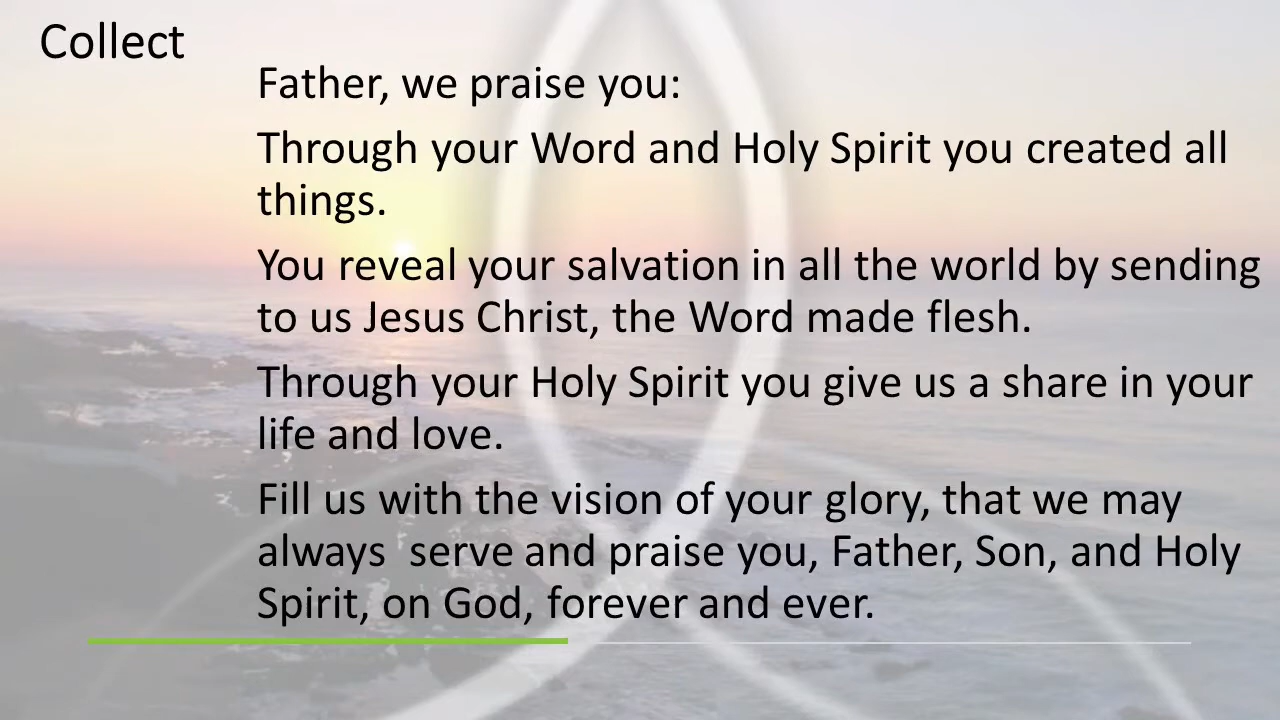 Collect
Father, we praise you:
Through your Word and Holy Spirit you created all
things.
You reveal your salvation in all the world by sending
to us Jesus Christ, the Word made flesh.
Through your Holy Spirit you give us a share in your
life and love.
Fill us with the vision of your glory, that we may
always  serve and praise you, Father, Son, and Holy
Spirit, on God, forever and ever.